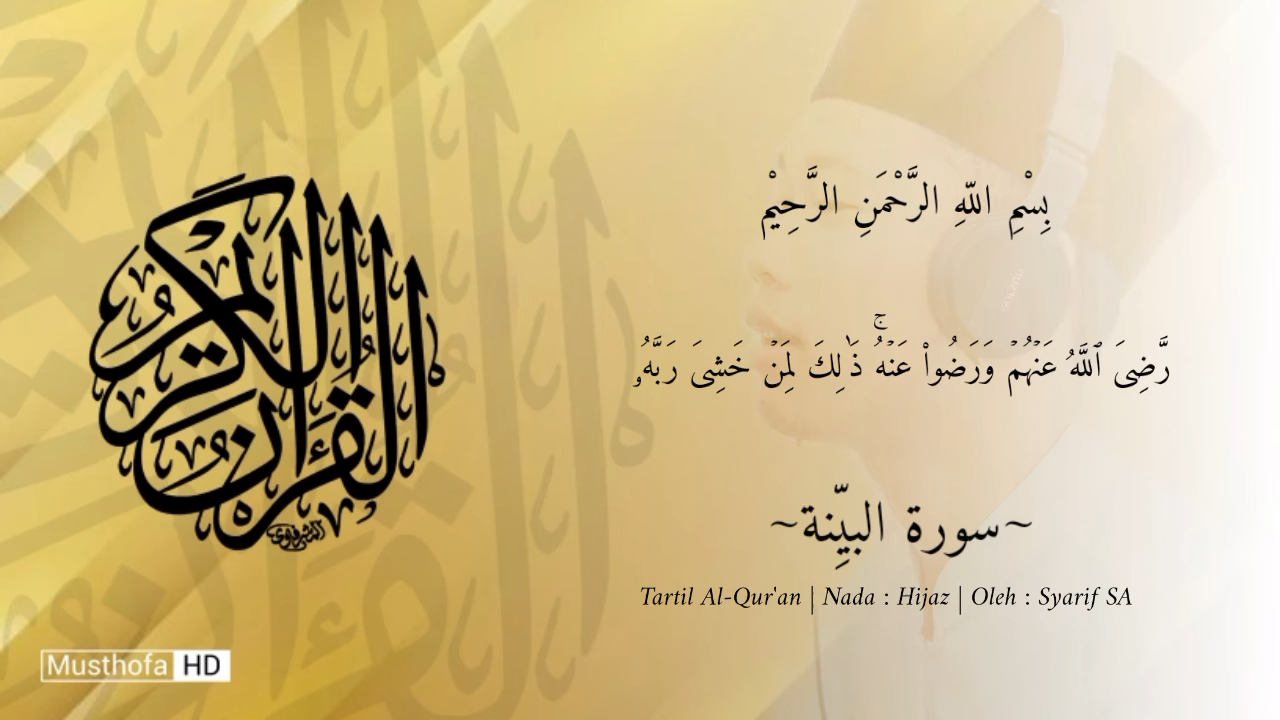 القرآن الكريم
بِسْمِ اللّٰهِ الرَّحْمَنِ الرَّحِيْمِ
رَّضِىَ ٱللَّهُ عَنۡهُمۡ وَرَضُوا۟ عَنۡهُ‌ۚ ذَٰلِكَ لِمَنۡ خَشِىَ رَبَّهُۥ
~سورة البيِّنة~
Tartil Al-Qur'an | Nada : Hijaz | Oleh : Syarif SA
Musthofa HD